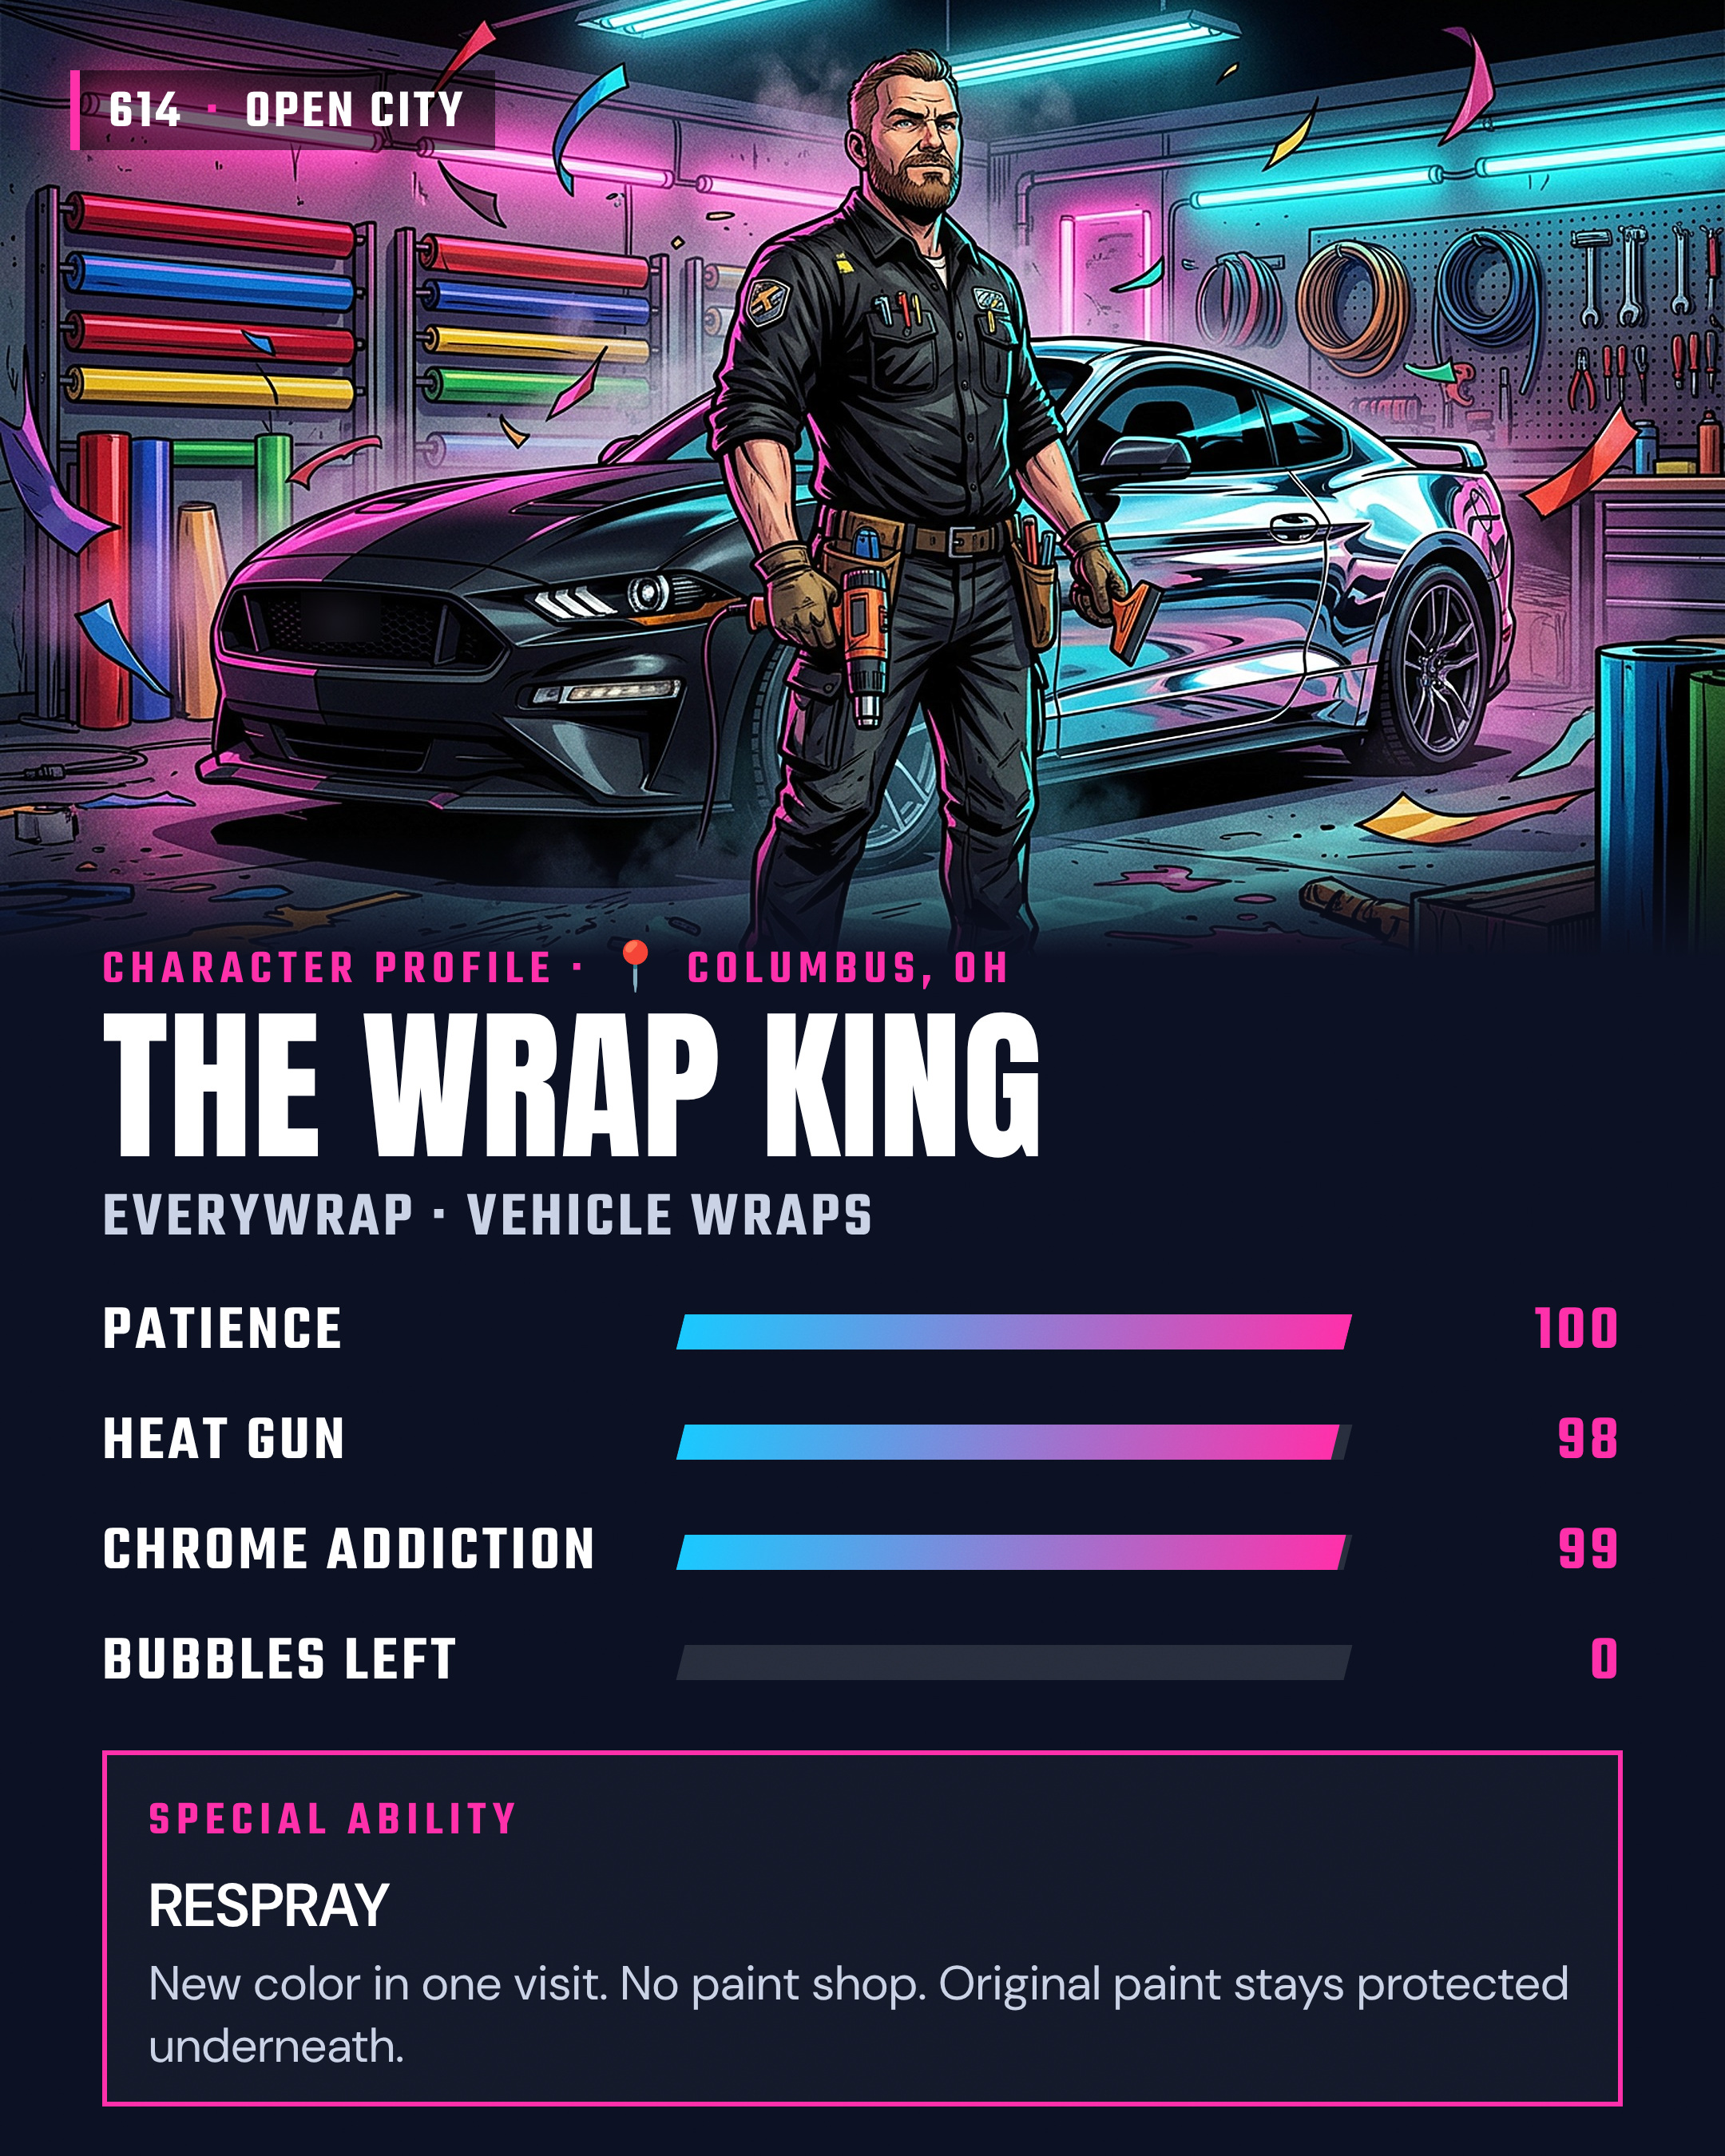 614 · OPEN CITY
CHARACTER PROFILE · 📍 COLUMBUS, OH
THE WRAP KING
EVERYWRAP · VEHICLE WRAPS
PATIENCE 100
HEAT GUN 98
CHROME ADDICTION 99
BUBBLES LEFT 0
SPECIAL ABILITY
RESPRAY
New color in one visit. No paint shop. Original paint stays protected
underneath.